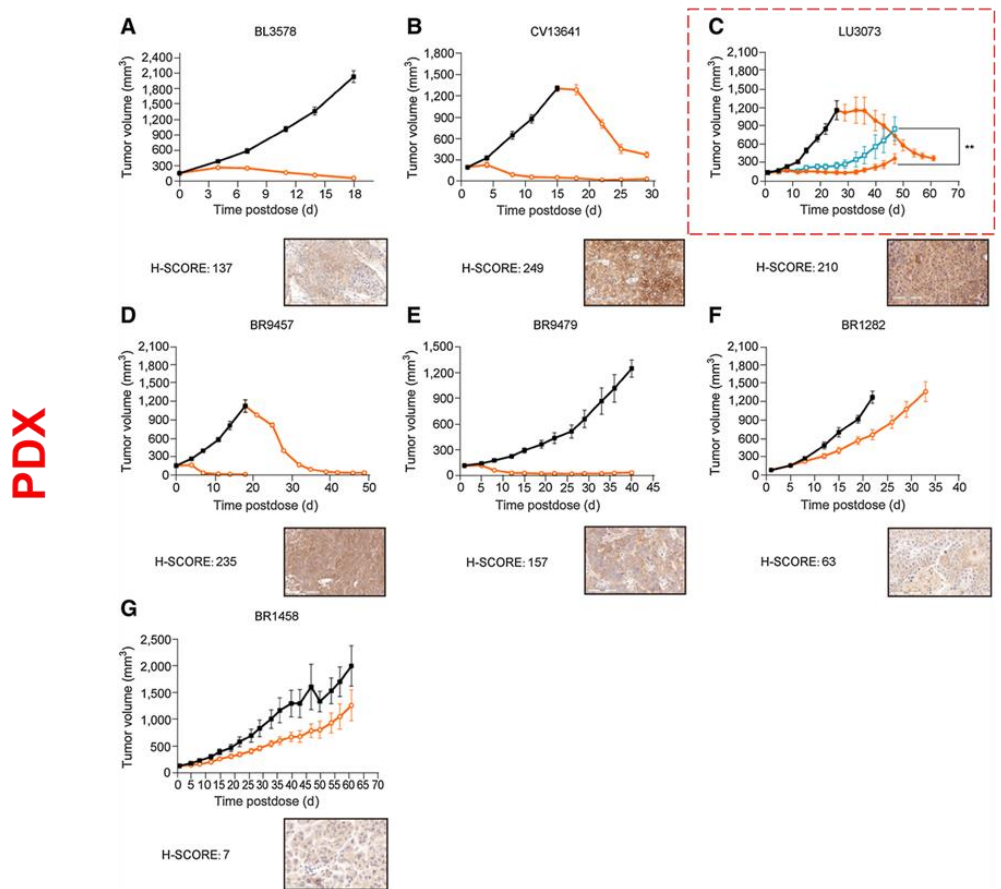 PDX
A
BL3578
Tumor volume (mm³)
2,400
2,100
1,800
1,500
1,200
900
600
300
0
0 3 6 9 12 15 18
Time postdose (d)
H-SCORE: 137
B
CV13641
Tumor volume (mm³)
1,800
1,500
1,200
900
600
300
0
0 5 10 15 20 25 30
Time postdose (d)
H-SCORE: 249
C
LU3073
Tumor volume (mm³)
2,100
1,800
1,500
1,200
900
600
300
0
**
0 10 20 30 40 50 60 70
Time postdose (d)
H-SCORE: 210
D
BR9457
Tumor volume (mm³)
2,100
1,800
1,500
1,200
900
600
300
0
0 10 20 30 40 50
Time postdose (d)
H-SCORE: 235
E
BR9479
Tumor volume (mm³)
1,500
1,200
900
600
300
0
0 5 10 15 20 25 30 35 40 45
Time postdose (d)
H-SCORE: 157
F
BR1282
Tumor volume (mm³)
2,100
1,800
1,500
1,200
900
600
300
0
0 5 10 15 20 25 30 35 40
Time postdose (d)
H-SCORE: 63
G
BR1458
Tumor volume (mm³)
2,500
2,000
1,500
1,000
500
0
0 5 10 15 20 25 30 35 40 45 50 55 60 65 70
Time postdose (d)
H-SCORE: 7